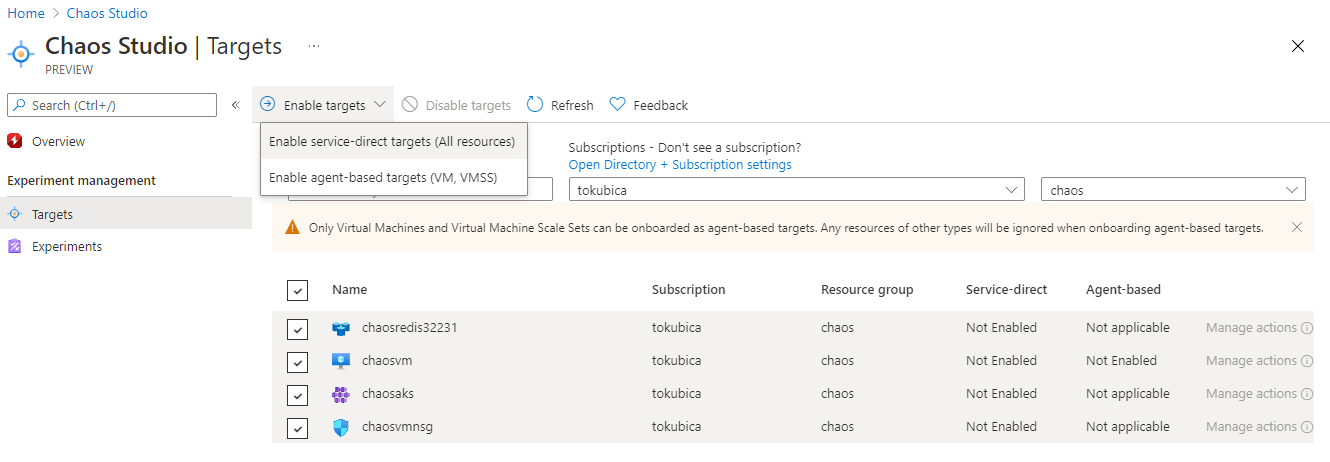 Home > Chaos Studio
Chaos Studio | Targets ...
PREVIEW
Search (Ctrl+/)
«
Enable targets
Disable targets
Refresh
Feedback
Overview
Experiment management
Targets
Experiments
Enable service-direct targets (All resources)
Enable agent-based targets (VM, VMSS)
Subscriptions - Don't see a subscription?
Open Directory + Subscription settings
tokubica
chaos
Only Virtual Machines and Virtual Machine Scale Sets can be onboarded as agent-based targets. Any resources of other types will be ignored when onboarding agent-based targets.
Name Subscription Resource group Service-direct Agent-based
chaosredis32231 tokubica chaos Not Enabled Not applicable Manage actions
chaosvm tokubica chaos Not Enabled Not Enabled Manage actions
chaosaks tokubica chaos Not Enabled Not applicable Manage actions
chaosvmnsg tokubica chaos Not Enabled Not applicable Manage actions